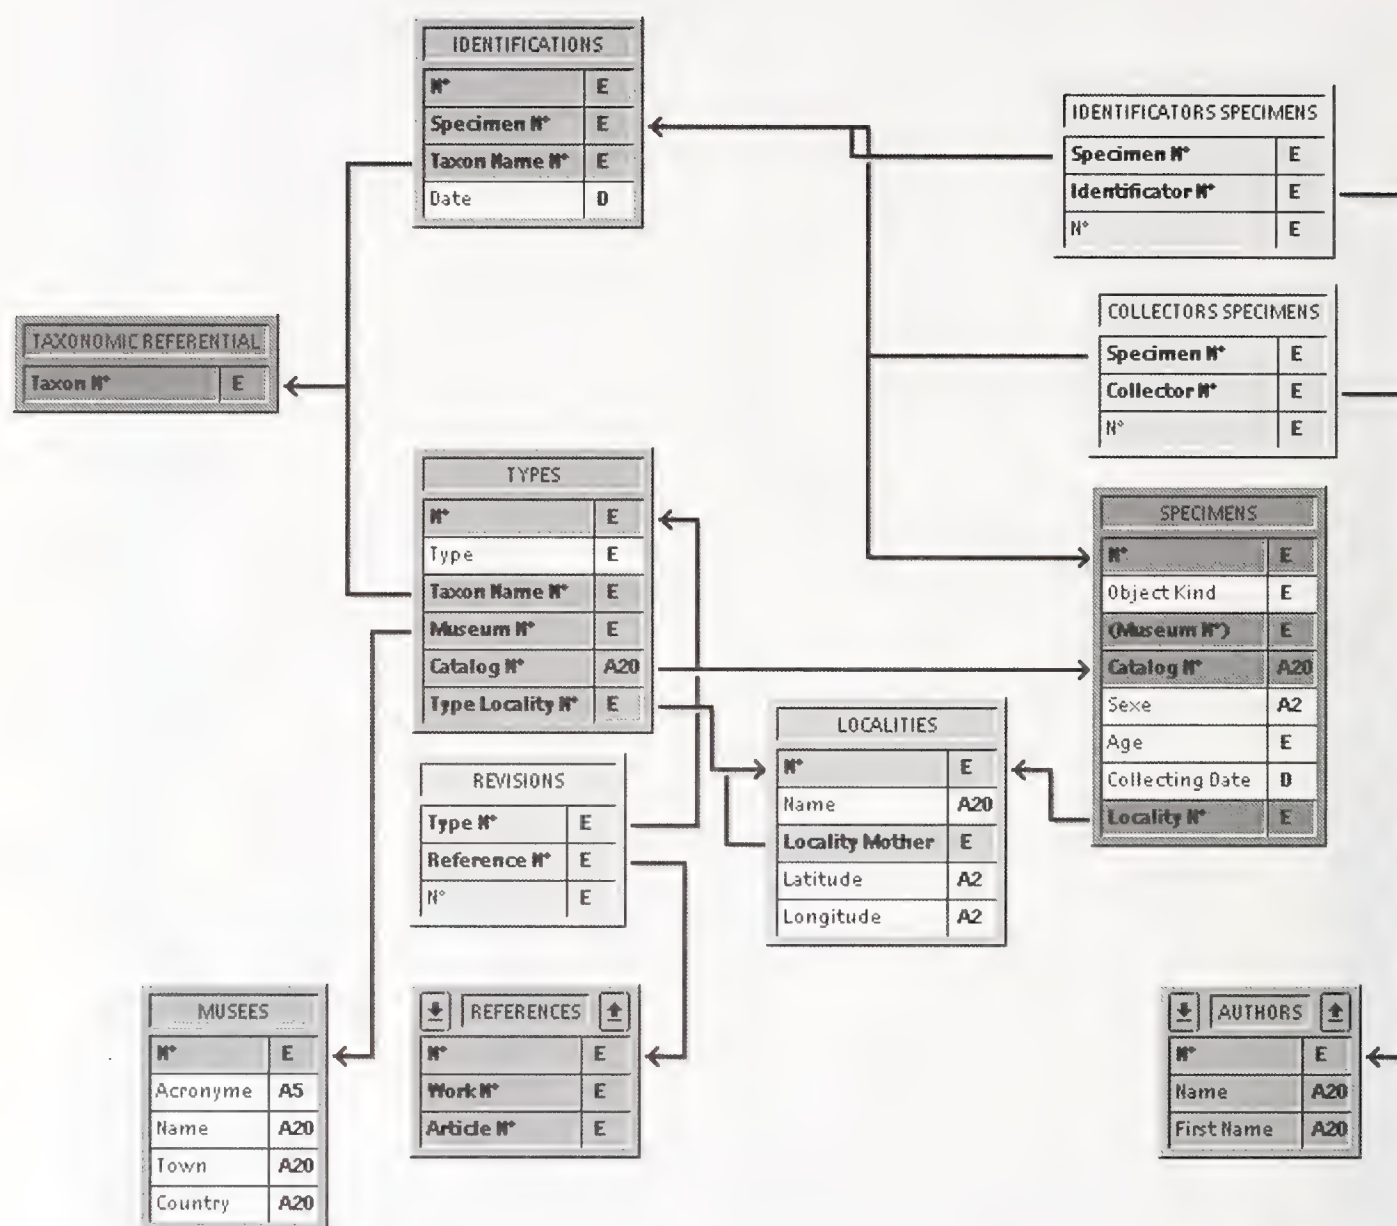 IDENTIFICATIONS
N° E
Specimen N° E
Taxon Name N° E
Date D
IDENTIFICATORS SPECIMENS
Specimen N° E
Identificator N° E
N° E
COLLECTORS SPECIMENS
Specimen N° E
Collector N° E
N° E
TAXONOMIC REFERENTIAL
Taxon N° E
TYPES
N° E
Type E
Taxon Name N° E
Museum N° E
Catalog N° A20
Type Locality N° E
SPECIMENS
N° E
Object Kind E
(Museum N°) E
Catalog N° A20
Sexe A2
Age E
Collecting Date D
Locality N° E
LOCALITIES
N° E
Name A20
Locality Mother E
Latitude A2
Longitude A2
REVISIONS
Type N° E
Reference N° E
N° E
MUSEES
N° E
Acronyme A5
Name A20
Town A20
Country A20
REFERENCES
N° E
Work N° E
Article N° E
AUTHORS
N° E
Name A20
First Name A20